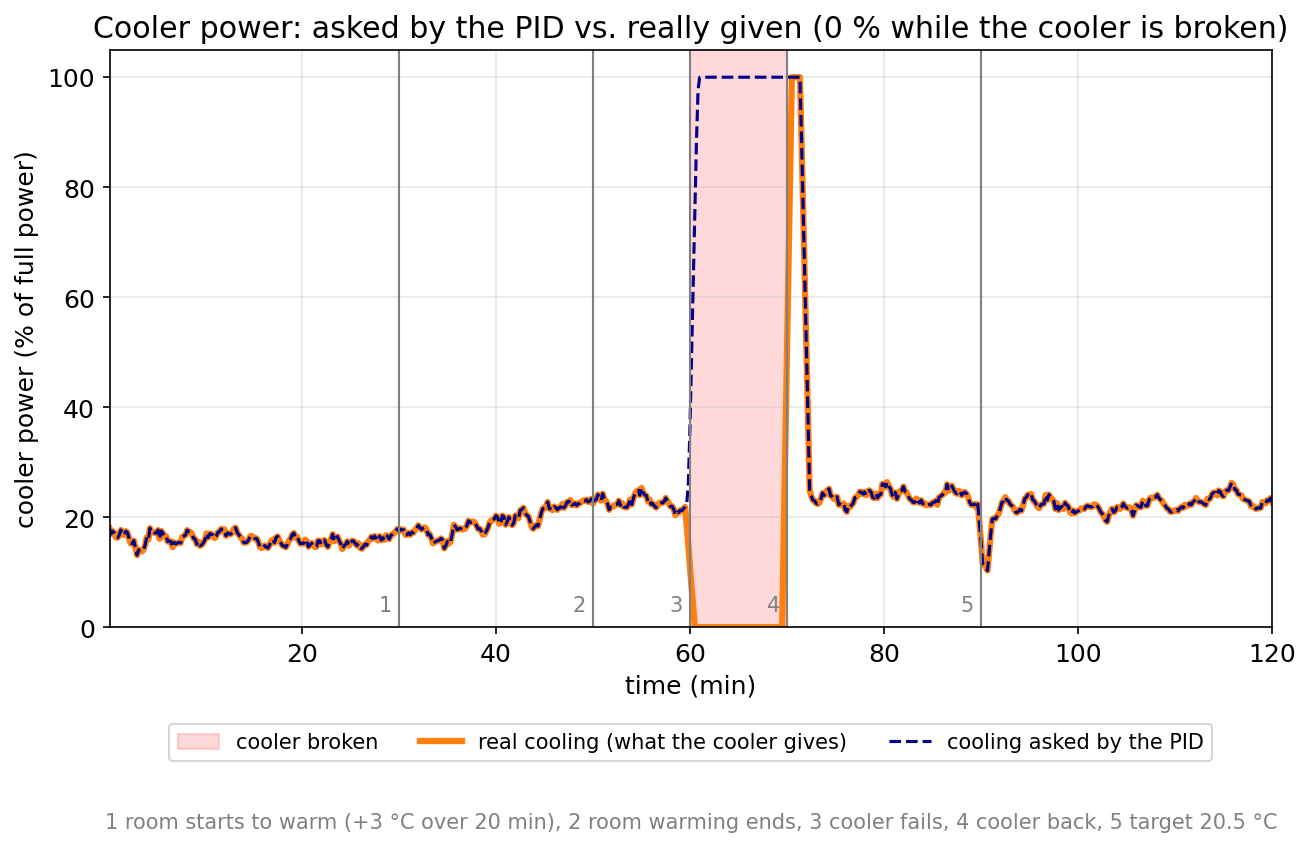 Cooler power: asked by the PID vs. really given (0 % while the cooler is broken)
cooler power (% of full power)
100
80
60
40
20
0
1
2
3
4
5
20
40
60
80
100
120
time (min)
cooler broken
real cooling (what the cooler gives)
cooling asked by the PID
1 room starts to warm (+3 °C over 20 min), 2 room warming ends, 3 cooler fails, 4 cooler back, 5 target 20.5 °C